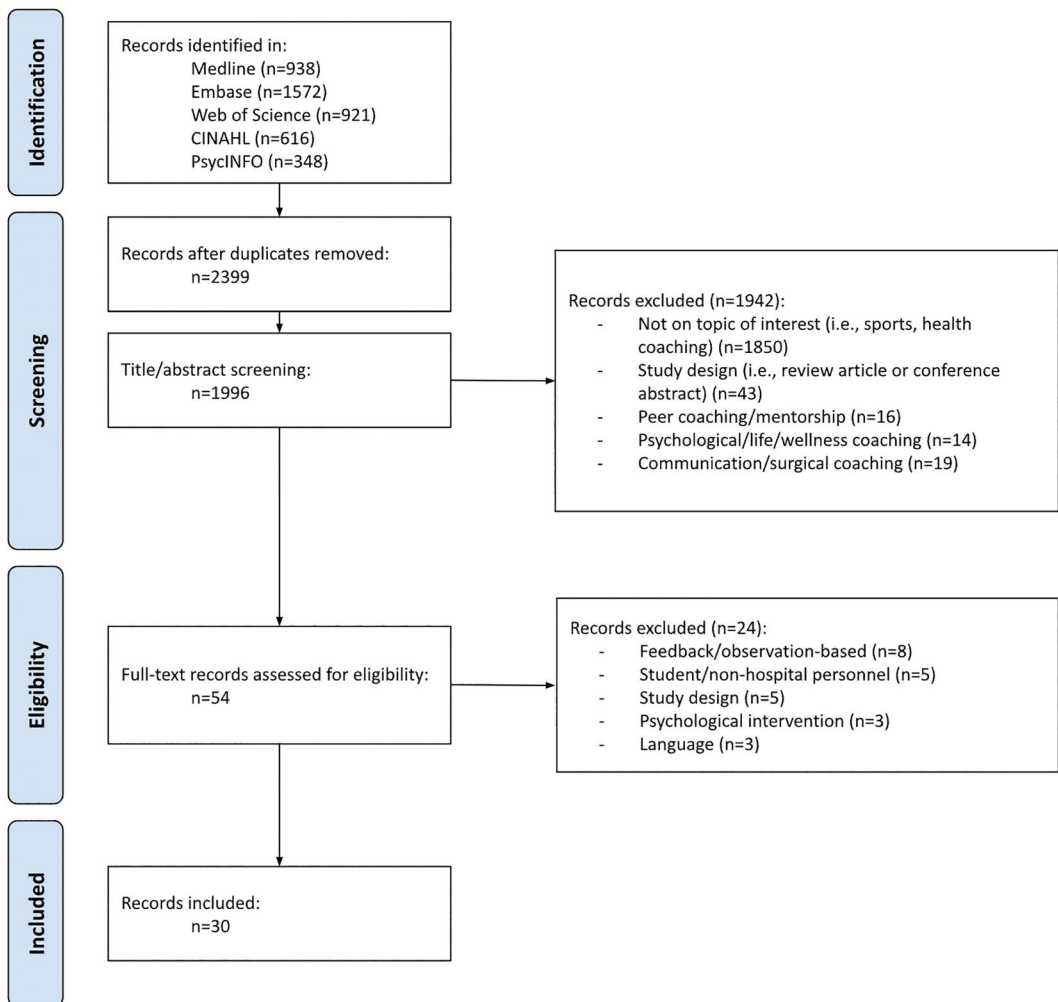 Identification
Records identified in:
Medline (n=938)
Embase (n=1572)
Web of Science (n=921)
CINAHL (n=616)
PsycINFO (n=348)
Screening
Records after duplicates removed:
n=2399
Title/abstract screening:
n=1996
Records excluded (n=1942):
- Not on topic of interest (i.e., sports, health
coaching) (n=1850)
- Study design (i.e., review article or conference
abstract) (n=43)
- Peer coaching/mentorship (n=16)
- Psychological/life/wellness coaching (n=14)
- Communication/surgical coaching (n=19)
Eligibility
Full-text records assessed for eligibility:
n=54
Records excluded (n=24):
- Feedback/observation-based (n=8)
- Student/non-hospital personnel (n=5)
- Study design (n=5)
- Psychological intervention (n=3)
- Language (n=3)
Included
Records included:
n=30